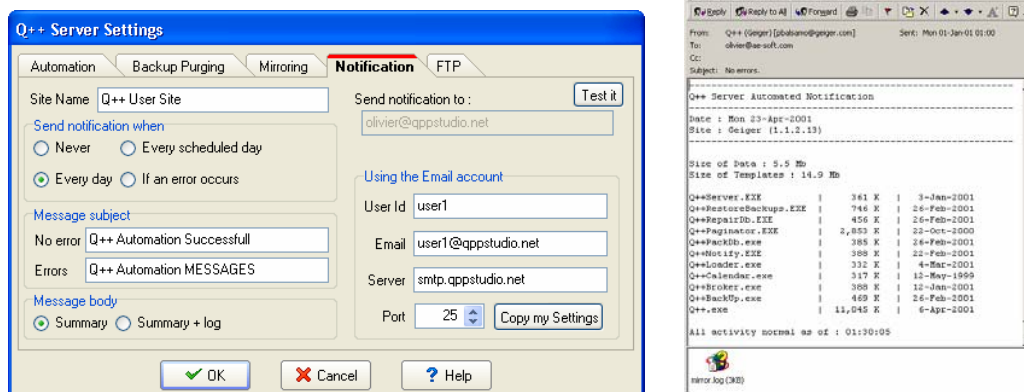 Q++ Server Settings
Automation Backup Purging Mirroring Notification FTP
Site Name Q++ User Site
Send notification when
Never Every scheduled day
Every day If an error occurs
Message subject
No error Q++ Automation Successfull
Errors Q++ Automation MESSAGES
Message body
Summary Summary + log
Send notification to : Test it
olivier@qppstudio.net
Using the Email account
User Id user1
Email user1@qppstudio.net
Server smtp.qppstudio.net
Port 25 Copy my Settings
OK Cancel Help
Reply Reply to All Forward
From: Q++ (Geiger) [pbalsamo@geiger.com] Sent: Mon 01-Jan-01 01:00
To: olivier@ae-soft.com
Cc:
Subject: No errors.
Q++ Server Automated Notification
Date : Mon 23-Apr-2001
Site : Geiger (1.1.2.13)
Size of Data : 5.5 Mb
Size of Templates : 14.9 Mb
Q++Server.EXE | 361 K | 3-Jan-2001
Q++RestoreBackups.EXE | 746 K | 26-Feb-2001
Q++RepairDb.EXE | 456 K | 26-Feb-2001
Q++Paginator.EXE | 2,853 K | 22-Oct-2000
Q++PackDb.exe | 385 K | 26-Feb-2001
Q++Notify.EXE | 388 K | 22-Feb-2001
Q++Loader.exe | 332 K | 4-Mar-2001
Q++Calendar.exe | 317 K | 12-May-1999
Q++Broker.exe | 388 K | 12-Jan-2001
Q++BackUp.exe | 469 K | 26-Feb-2001
Q++.exe | 11,045 K | 6-Apr-2001
All activity normal as of : 01:30:05
mirror.log (3KB)